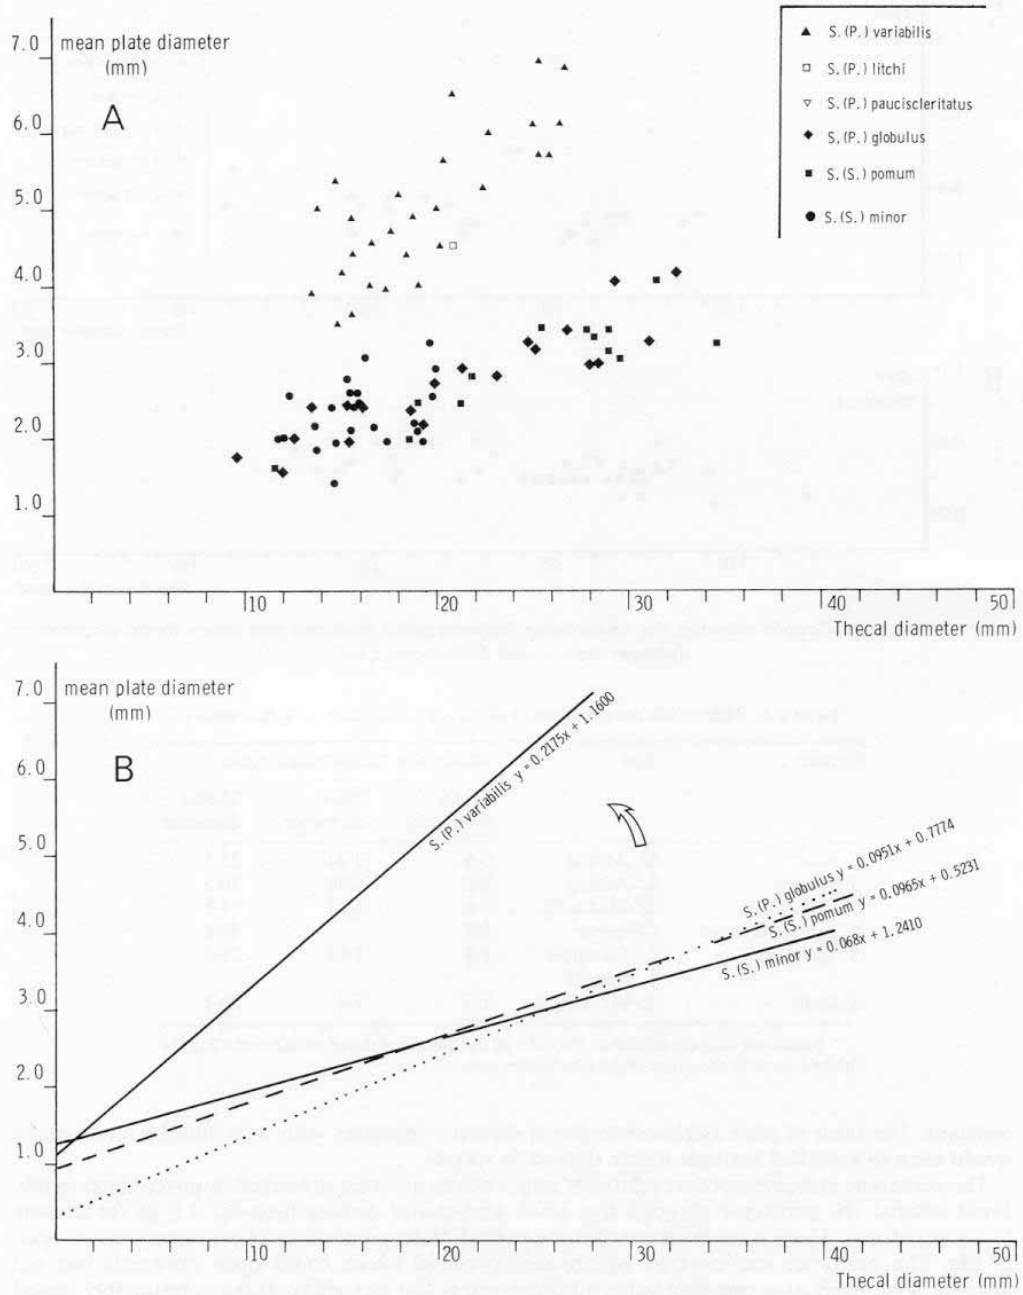 7.0 mean plate diameter
(mm)
A
6.0
5.0
4.0
3.0
2.0
1.0
S.(P.) variabilis
S.(P.) litchi
S.(P.) pauciscleritatus
S.(P.) globulus
S.(S.) pomum
S.(S.) minor
10 20 30 40 50
Thecal diameter (mm)
7.0 mean plate diameter
(mm)
B
6.0
5.0
4.0
3.0
2.0
1.0
S.(P.) variabilis y = 0.2175x + 1.1600
S.(P.) globulus y = 0.0951x + 0.7774
S.(S.) pomum y = 0.0965x + 0.5231
S.(S.) minor y = 0.068x + 1.2410
10 20 30 40 50
Thecal diameter (mm)